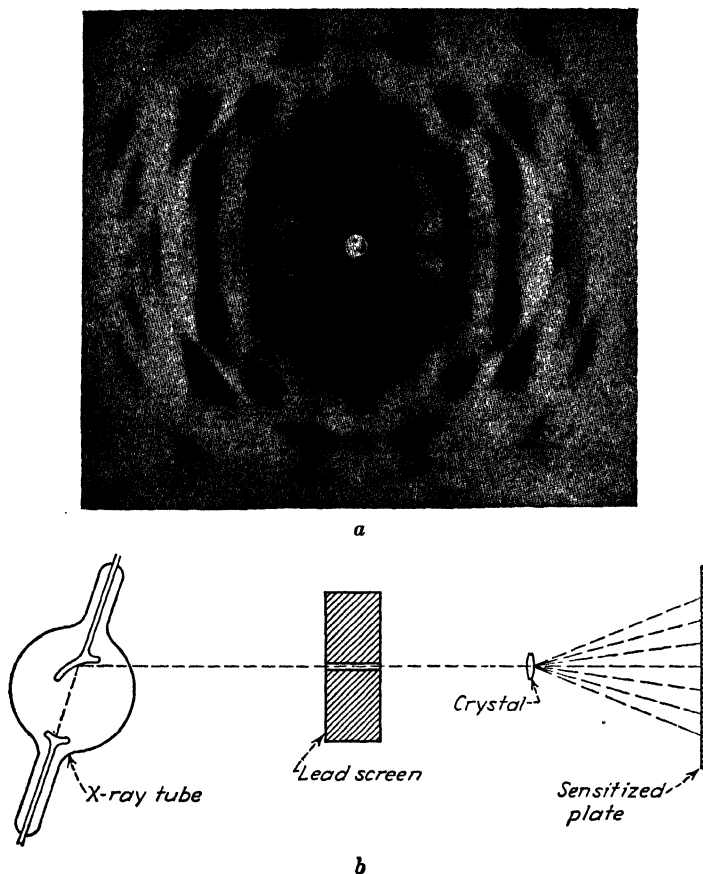 a
Crystal
Lead screen
X-ray tube
Sensitized
plate
b